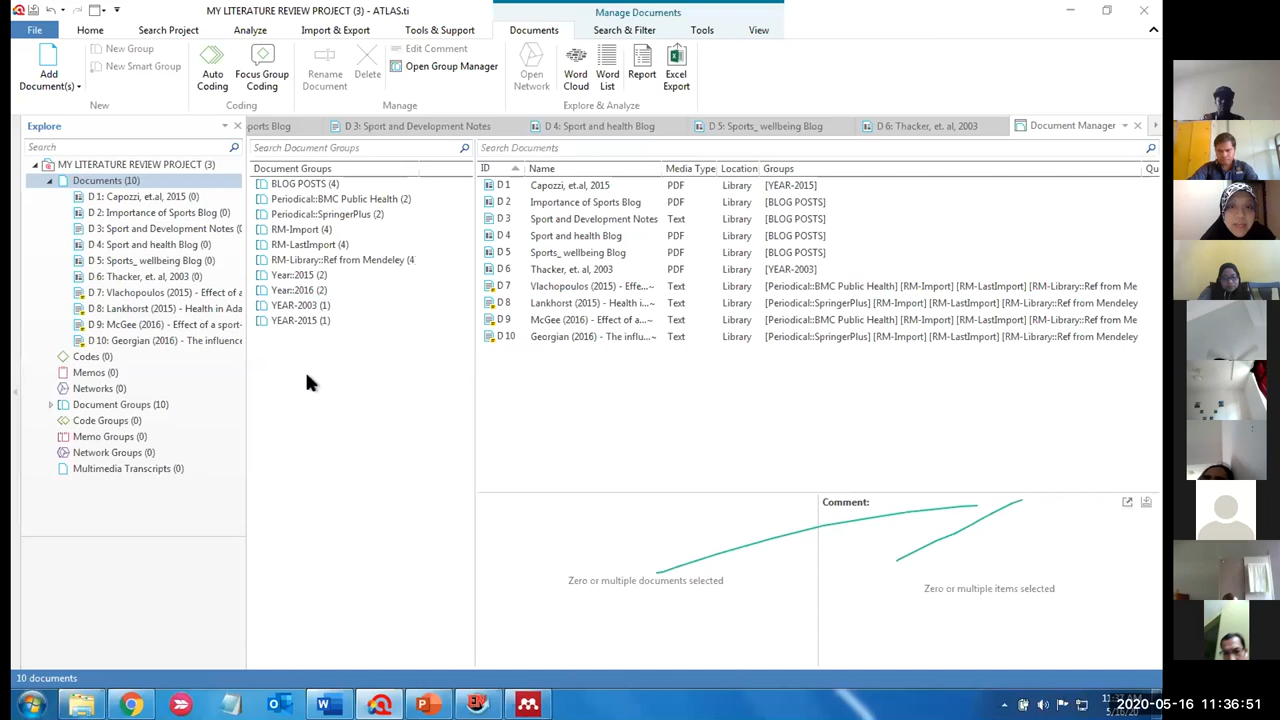 MY LITERATURE REVIEW PROJECT (3) - ATLAS.ti
Manage Documents
File Home Search Project Analyze Import & Export Tools & Support Documents Search & Filter Tools View
Add Document(s)
New Group
New Smart Group
New
Auto Coding
Focus Group Coding
Coding
Rename Document
Delete
Edit Comment
Open Group Manager
Manage
Open Network
Word Cloud
Word List
Report
Excel Export
Explore & Analyze
Explore
ports Blog
D 3: Sport and Development Notes
D 4: Sport and health Blog
D 5: Sports_ wellbeing Blog
D 6: Thacker, et. al, 2003
Document Manager
Search
MY LITERATURE REVIEW PROJECT (3)
Documents (10)
D 1: Capozzi, et.al, 2015 (0)
D 2: Importance of Sports Blog (0)
D 3: Sport and Development Notes (0
D 4: Sport and health Blog (0)
D 5: Sports_ wellbeing Blog (0)
D 6: Thacker, et. al, 2003 (0)
D 7: Vlachopoulos (2015) - Effect of a
D 8: Lankhorst (2015) - Health in Ada
D 9: McGee (2016) - Effect of a sport-
D 10: Georgian (2016) - The influence
Codes (0)
Memos (0)
Networks (0)
Document Groups (10)
Code Groups (0)
Memo Groups (0)
Network Groups (0)
Multimedia Transcripts (0)
Search Document Groups
Document Groups
BLOG POSTS (4)
Periodical::BMC Public Health (2)
Periodical::SpringerPlus (2)
RM-Import (4)
RM-LastImport (4)
RM-Library::Ref from Mendeley (4
Year::2015 (2)
Year::2016 (2)
YEAR-2003 (1)
YEAR-2015 (1)
Search Documents
ID Name Media Type Location Groups Qu
D 1 Capozzi, et.al, 2015 PDF Library [YEAR-2015]
D 2 Importance of Sports Blog PDF Library [BLOG POSTS]
D 3 Sport and Development Notes Text Library [BLOG POSTS]
D 4 Sport and health Blog PDF Library [BLOG POSTS]
D 5 Sports_ wellbeing Blog PDF Library [BLOG POSTS]
D 6 Thacker, et. al, 2003 PDF Library [YEAR-2003]
D 7 Vlachopoulos (2015) - Effe...~ Text Library [Periodical::BMC Public Health] [RM-Import] [RM-LastImport] [RM-Library::Ref from Me
D 8 Lankhorst (2015) - Health i...~ Text Library [Periodical::SpringerPlus] [RM-Import] [RM-LastImport] [RM-Library::Ref from Mendeley
D 9 McGee (2016) - Effect of a...~ Text Library [Periodical::BMC Public Health] [RM-Import] [RM-LastImport] [RM-Library::Ref from Me
D 10 Georgian (2016) - The influ...~ Text Library [Periodical::SpringerPlus] [RM-Import] [RM-LastImport] [RM-Library::Ref from Mendeley
Zero or multiple documents selected
Comment:
Zero or multiple items selected
10 documents
2020-05-16 11:36:51